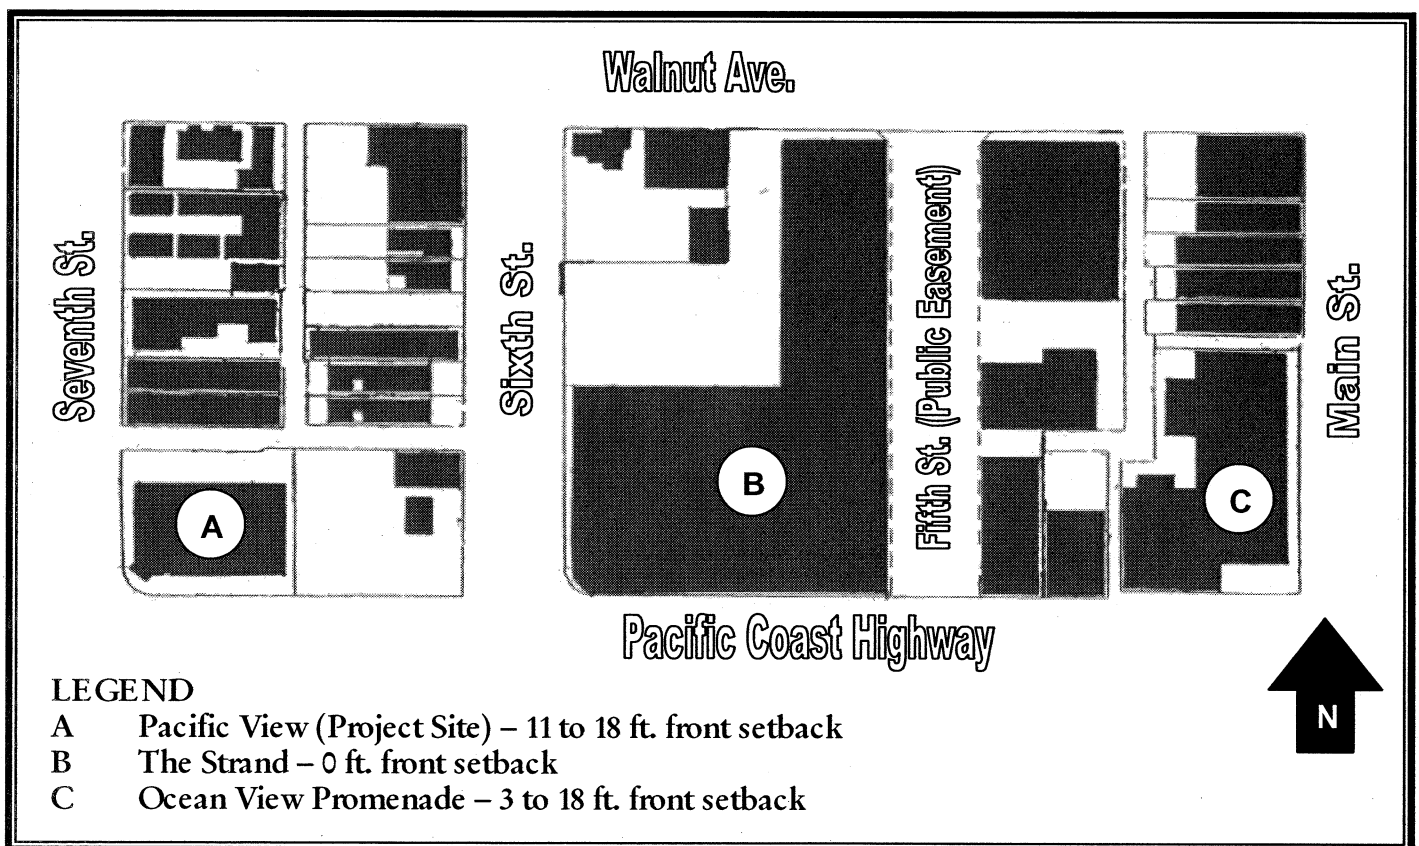 Walnut Ave.
Seventh St.
Sixth St.
Fifth St. (Public Easement)
Main St.
A
B
C
Pacific Coast Highway
N
LEGEND
A Pacific View (Project Site) – 11 to 18 ft. front setback
B The Strand – 0 ft. front setback
C Ocean View Promenade – 3 to 18 ft. front setback